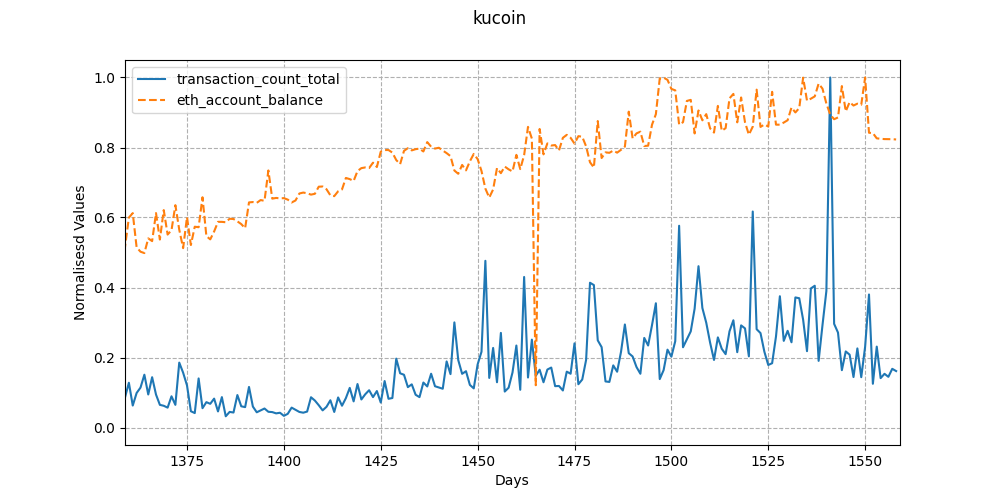 kucoin
transaction_count_total
eth_account_balance
Normalisesd Values
1.0
0.8
0.6
0.4
0.2
0.0
1375 1400 1425 1450 1475 1500 1525 1550
Days